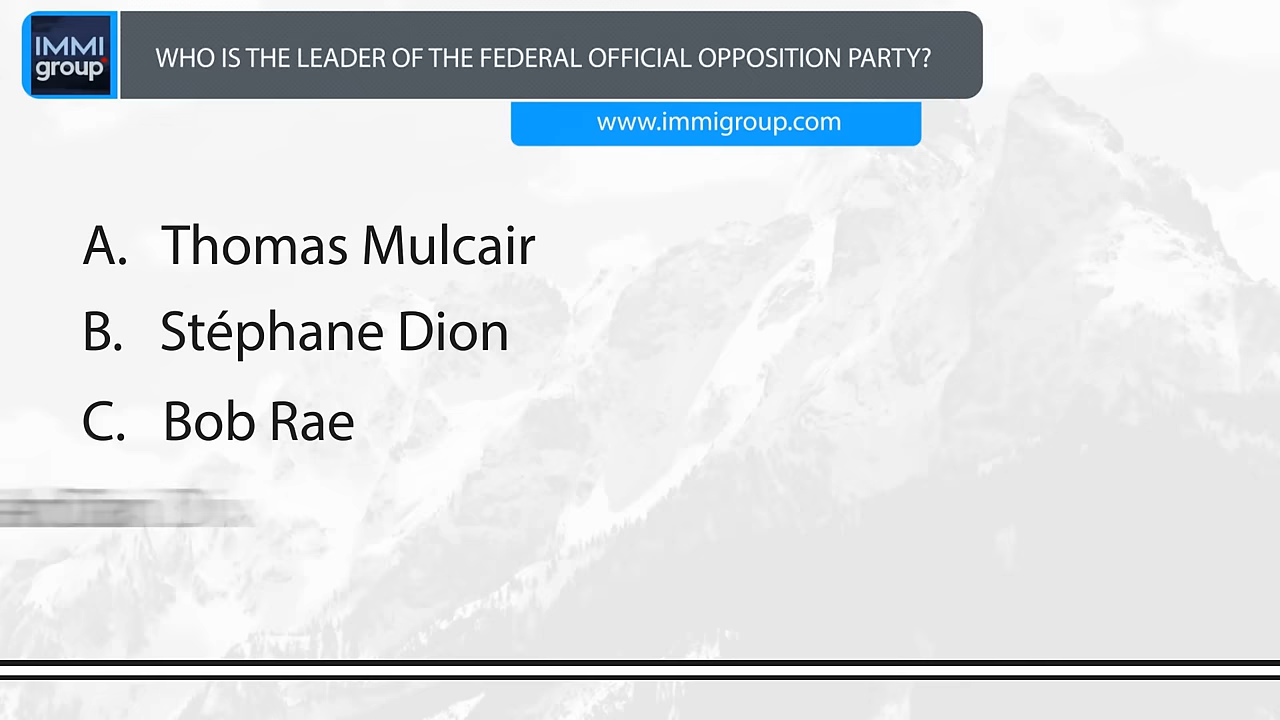 IMMI
group
WHO IS THE LEADER OF THE FEDERAL OFFICIAL OPPOSITION PARTY?
www.immigroup.com
A. Thomas Mulcair
B. Stéphane Dion
C. Bob Rae